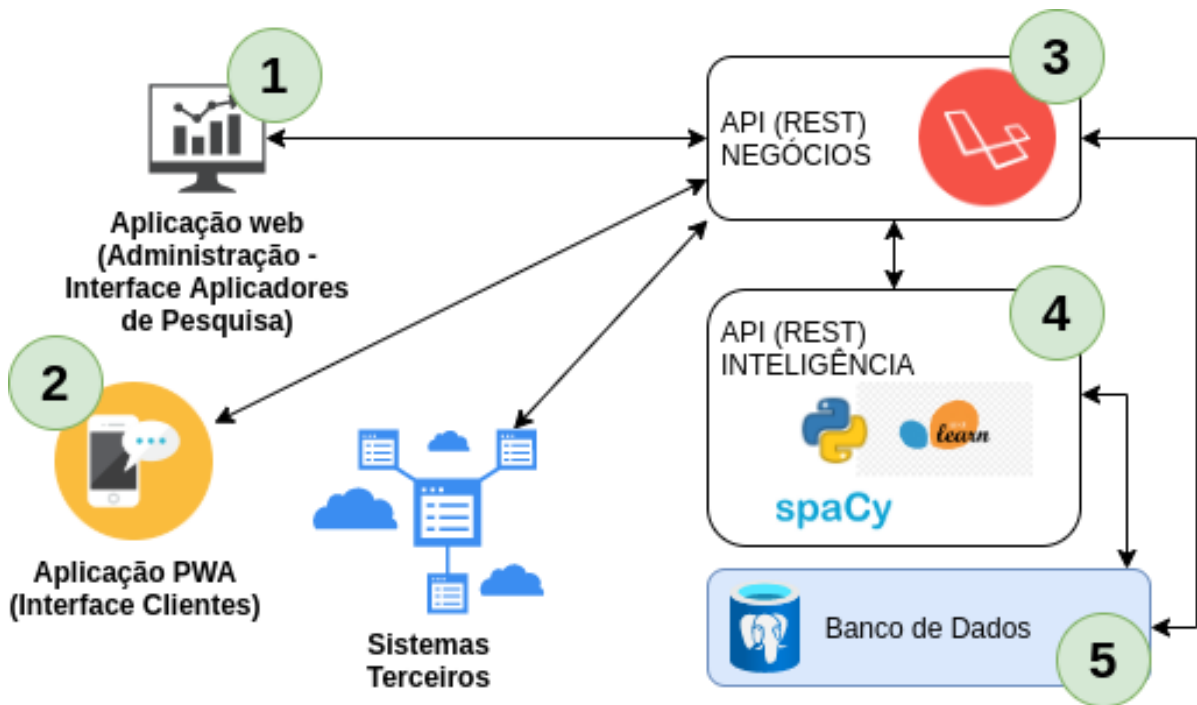 1
Aplicação web
(Administração -
Interface Aplicadores
de Pesquisa)
2
Aplicação PWA
(Interface Clientes)
Sistemas
Terceiros
3
API (REST)
NEGÓCIOS
4
API (REST)
INTELIGÊNCIA
learn
spaCy
Banco de Dados
5